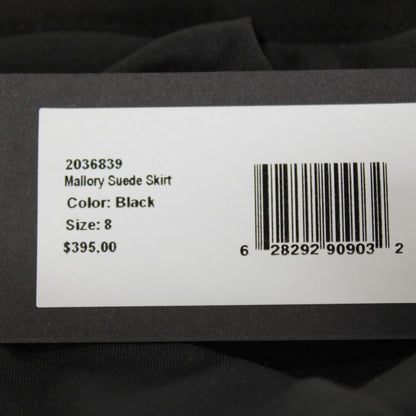 2036839
Mallory Suede Skirt
Color: Black
Size: 8
$395.00
6 28292 90903 2